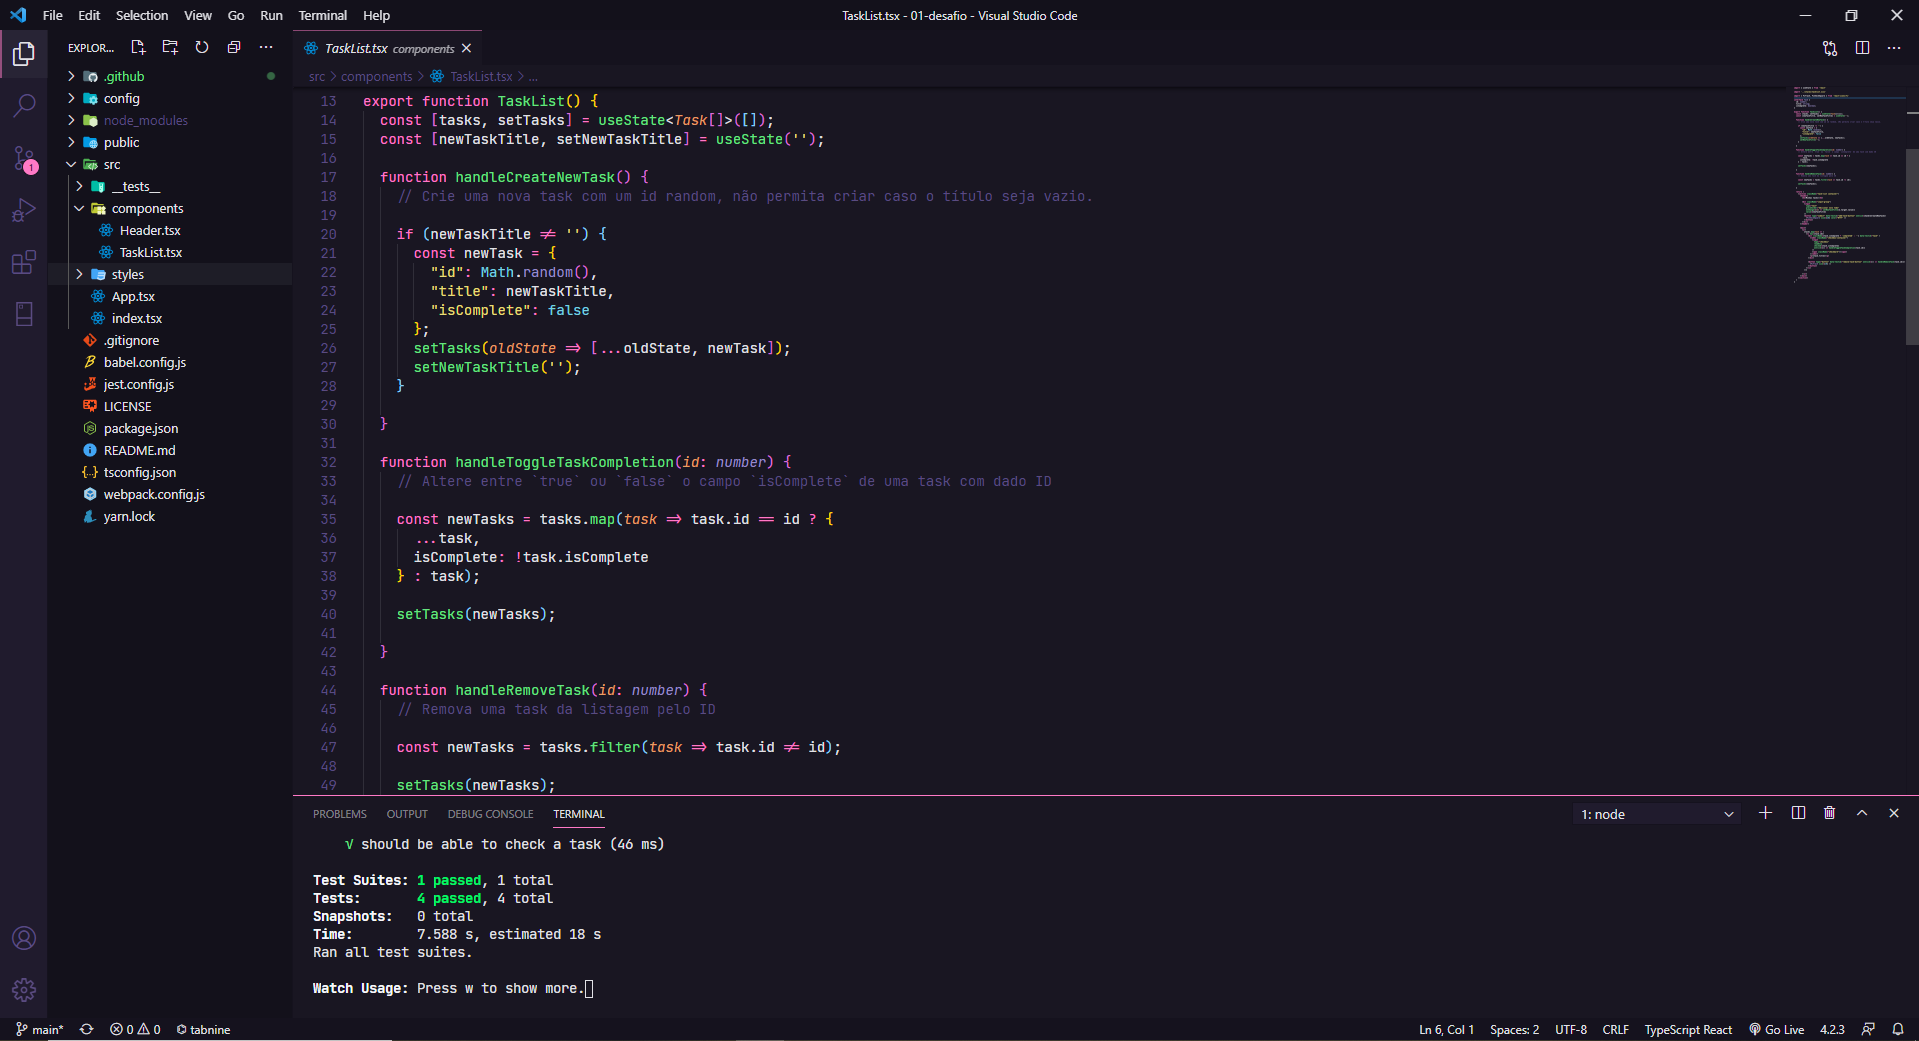 File Edit Selection View Go Run Terminal Help
TaskList.tsx - 01-desafio - Visual Studio Code
EXPLOR...
.github
config
node_modules
public
src
__tests__
components
Header.tsx
TaskList.tsx
styles
App.tsx
index.tsx
.gitignore
babel.config.js
jest.config.js
LICENSE
package.json
README.md
tsconfig.json
webpack.config.js
yarn.lock
1
TaskList.tsx components
src > components > TaskList.tsx > ...
13 export function TaskList() {
14 const [tasks, setTasks] = useState<Task[]>([]);
15 const [newTaskTitle, setNewTaskTitle] = useState('');
16
17 function handleCreateNewTask() {
18 // Crie uma nova task com um id random, não permita criar caso o título seja vazio.
19
20 if (newTaskTitle != '') {
21 const newTask = {
22 "id": Math.random(),
23 "title": newTaskTitle,
24 "isComplete": false
25 };
26 setTasks(oldState => [...oldState, newTask]);
27 setNewTaskTitle('');
28 }
29
30 }
31
32 function handleToggleTaskCompletion(id: number) {
33 // Altere entre `true` ou `false` o campo `isComplete` de uma task com dado ID
34
35 const newTasks = tasks.map(task => task.id == id ? {
36 ...task,
37 isComplete: !task.isComplete
38 } : task);
39
40 setTasks(newTasks);
41
42 }
43
44 function handleRemoveTask(id: number) {
45 // Remova uma task da listagem pelo ID
46
47 const newTasks = tasks.filter(task => task.id != id);
48
49 setTasks(newTasks);
PROBLEMS OUTPUT DEBUG CONSOLE TERMINAL
1: node
√ should be able to check a task (46 ms)
Test Suites: 1 passed, 1 total
Tests: 4 passed, 4 total
Snapshots: 0 total
Time: 7.588 s, estimated 18 s
Ran all test suites.
Watch Usage: Press w to show more.
main* 0 0 tabnine
Ln 6, Col 1 Spaces: 2 UTF-8 CRLF TypeScript React Go Live 4.2.3